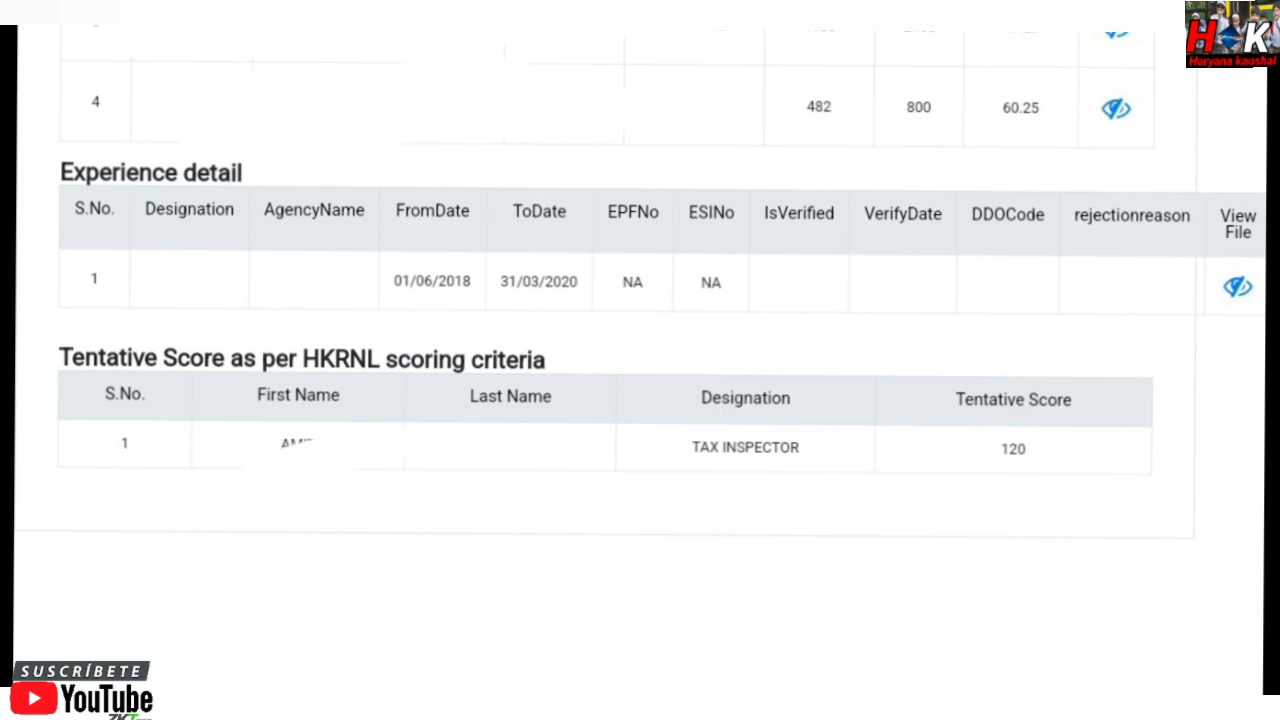 H K
Haryana kaushal
4 482 800 60.25
Experience detail
S.No. Designation AgencyName FromDate ToDate EPFNo ESINo IsVerified VerifyDate DDOCode rejectionreason View File
1 01/06/2018 31/03/2020 NA NA
Tentative Score as per HKRNL scoring criteria
S.No. First Name Last Name Designation Tentative Score
1 TAX INSPECTOR 120
SUSCRÍBETE
YouTube